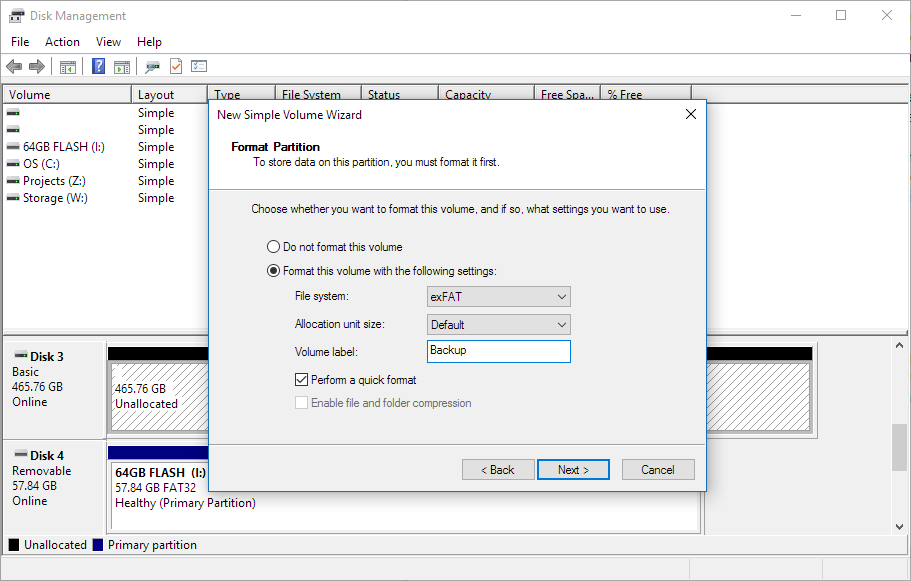 Disk Management
File Action View Help
Volume Layout Type File System Status Capacity Free Spa... % Free
Simple
Simple
64GB FLASH (I:) Simple
OS (C:) Simple
Projects (Z:) Simple
Storage (W:) Simple
New Simple Volume Wizard
Format Partition
To store data on this partition, you must format it first.
Choose whether you want to format this volume, and if so, what settings you want to use.
Do not format this volume
Format this volume with the following settings:
File system: exFAT
Allocation unit size: Default
Volume label: Backup
Perform a quick format
Enable file and folder compression
< Back Next > Cancel
Disk 3
Basic
465.76 GB
Online
465.76 GB
Unallocated
Disk 4
Removable
57.84 GB
Online
64GB FLASH (I:)
57.84 GB FAT32
Healthy (Primary Partition)
Unallocated Primary partition